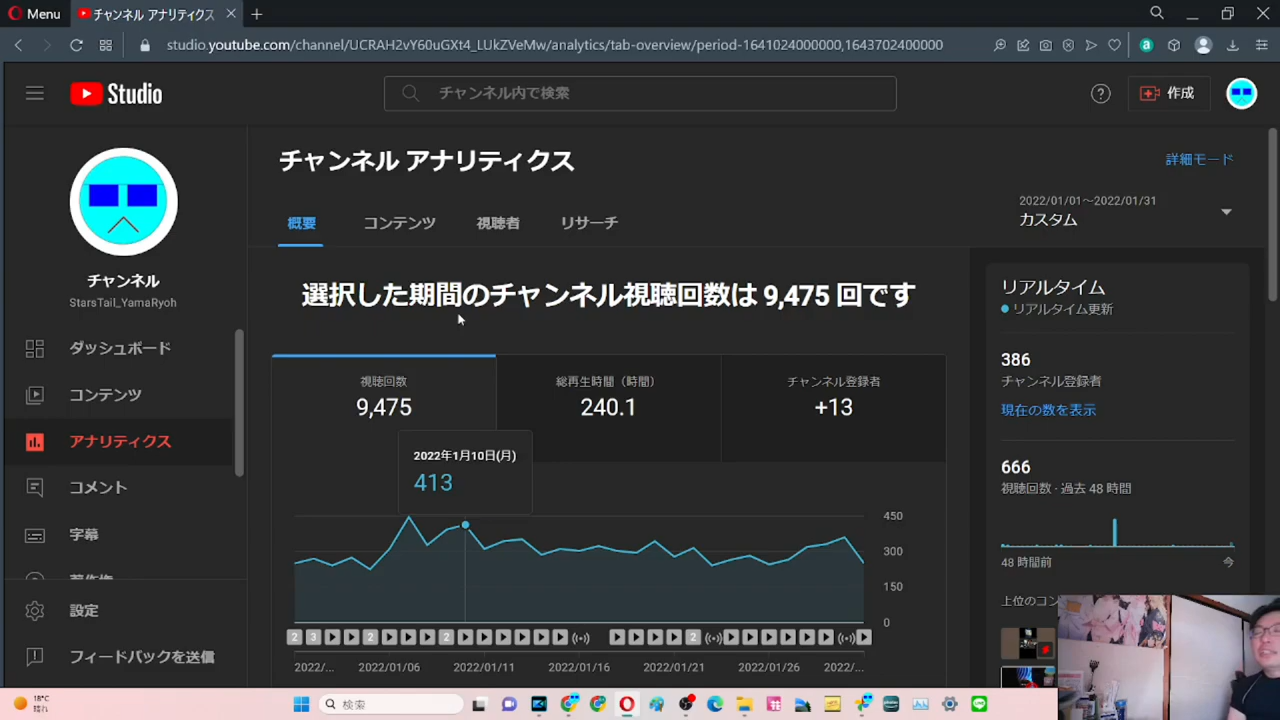 Menu
チャンネル アナリティクス
studio.youtube.com/channel/UCRAH2vY60uGXt4_LUkZVeMw/analytics/tab-overview/period-1641024000000,1643702400000
Studio
チャンネル内で検索
作成
チャンネル
StarsTail_YamaRyoh
ダッシュボード
コンテンツ
アナリティクス
コメント
字幕
著作権
設定
フィードバックを送信
チャンネル アナリティクス
詳細モード
概要
コンテンツ
視聴者
リサーチ
2022/01/01～2022/01/31
カスタム
選択した期間のチャンネル視聴回数は 9,475 回です
視聴回数
9,475
総再生時間（時間）
240.1
チャンネル登録者
+13
2022年1月10日(月)
413
450
300
150
0
2
3
2
2
2
2022/...
2022/01/06
2022/01/11
2022/01/16
2022/01/21
2022/01/26
2022/...
リアルタイム
リアルタイム更新
386
チャンネル登録者
現在の数を表示
666
視聴回数 · 過去 48 時間
48 時間前
今
上位のコン
18°C
晴れ
検索